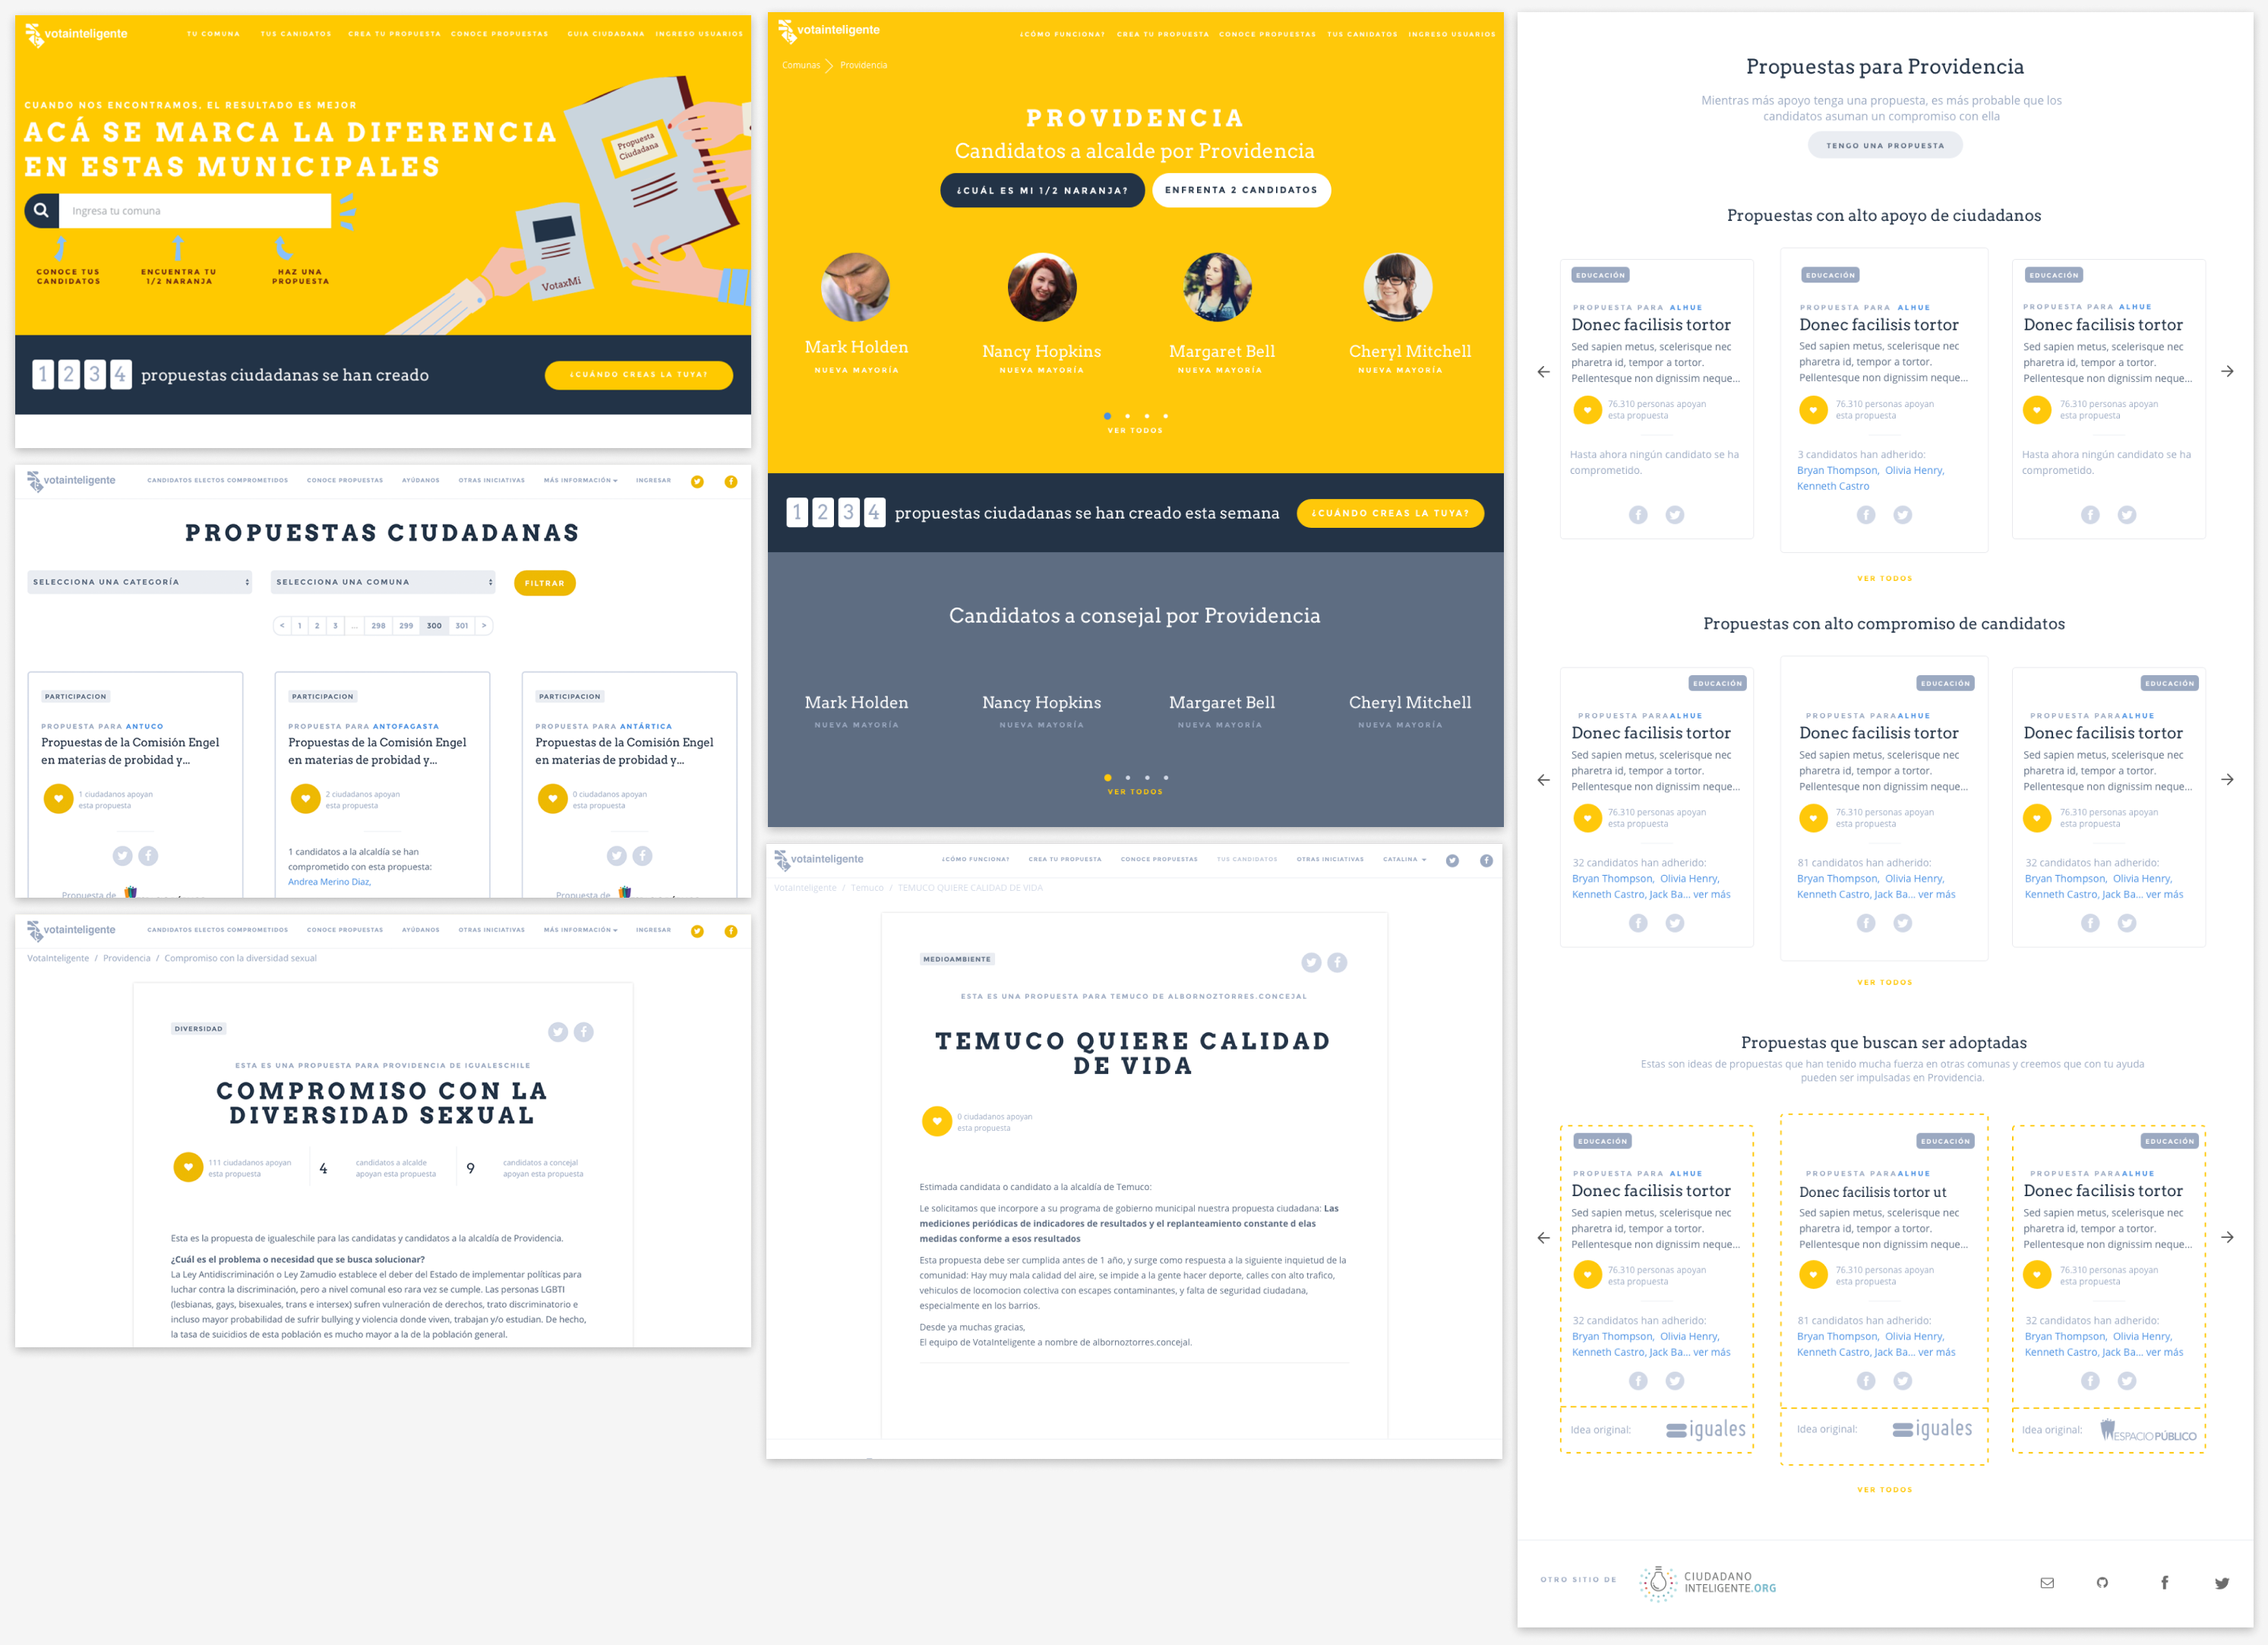 votainteligente
TU COMUNA TUS CANIDATOS CREA TU PROPUESTA CONOCE PROPUESTAS GUIA CIUDADANA INGRESO USUARIOS
CUANDO NOS ENCONTRAMOS, EL RESULTADO ES MEJOR
ACÁ SE MARCA LA DIFERENCIA
EN ESTAS MUNICIPALES
Ingresa tu comuna
CONOCE TUS CANDIDATOS
ENCUENTRA TU 1/2 NARANJA
HAZ UNA PROPUESTA
Propuesta Ciudadana
VotaxMi
1 2 3 4 propuestas ciudadanas se han creado
¿CUÁNDO CREAS LA TUYA?
votainteligente
CANDIDATOS ELECTOS COMPROMETIDOS CONOCE PROPUESTAS AYÚDANOS OTRAS INICIATIVAS MÁS INFORMACIÓN INGRESAR
PROPUESTAS CIUDADANAS
SELECCIONA UNA CATEGORÍA SELECCIONA UNA COMUNA FILTRAR
< 1 2 3 ... 298 299 300 301 >
PARTICIPACION
PROPUESTA PARA ANTUCO
Propuestas de la Comisión Engel
en materias de probidad y...
1 ciudadanos apoyan
esta propuesta
Propuesta de
PARTICIPACION
PROPUESTA PARA ANTOFAGASTA
Propuestas de la Comisión Engel
en materias de probidad y...
2 ciudadanos apoyan
esta propuesta
1 candidatos a la alcaldía se han
comprometido con esta propuesta:
Andrea Merino Diaz,
PARTICIPACION
PROPUESTA PARA ANTÁRTICA
Propuestas de la Comisión Engel
en materias de probidad y...
0 ciudadanos apoyan
esta propuesta
Propuesta de
votainteligente
CANDIDATOS ELECTOS COMPROMETIDOS CONOCE PROPUESTAS AYÚDANOS OTRAS INICIATIVAS MÁS INFORMACIÓN INGRESAR
VotaInteligente / Providencia / Compromiso con la diversidad sexual
DIVERSIDAD
ESTA ES UNA PROPUESTA PARA PROVIDENCIA DE IGUALESCHILE
COMPROMISO CON LA
DIVERSIDAD SEXUAL
111 ciudadanos apoyan
esta propuesta
4 candidatos a alcalde
apoyan esta propuesta
9 candidatos a concejal
apoyan esta propuesta
Esta es la propuesta de igualeschile para las candidatas y candidatos a la alcaldía de Providencia.
¿Cuál es el problema o necesidad que se busca solucionar?
La Ley Antidiscriminación o Ley Zamudio establece el deber del Estado de implementar políticas para
luchar contra la discriminación, pero a nivel comunal eso rara vez se cumple. Las personas LGBTI
(lesbianas, gays, bisexuales, trans e intersex) sufren vulneración de derechos, trato discriminatorio e
incluso mayor probabilidad de sufrir bullying y violencia donde viven, trabajan y/o estudian. De hecho,
la tasa de suicidios de esta población es mucho mayor a la de la población general.
votainteligente
¿CÓMO FUNCIONA? CREA TU PROPUESTA CONOCE PROPUESTAS TUS CANIDATOS INGRESO USUARIOS
Comunas Providencia
PROVIDENCIA
Candidatos a alcalde por Providencia
¿CUÁL ES MI 1/2 NARANJA? ENFRENTA 2 CANDIDATOS
Mark Holden Nancy Hopkins Margaret Bell Cheryl Mitchell
NUEVA MAYORÍA NUEVA MAYORÍA NUEVA MAYORÍA NUEVA MAYORÍA
VER TODOS
1 2 3 4 propuestas ciudadanas se han creado esta semana
¿CUÁNDO CREAS LA TUYA?
Candidatos a consejal por Providencia
Mark Holden Nancy Hopkins Margaret Bell Cheryl Mitchell
NUEVA MAYORÍA NUEVA MAYORÍA NUEVA MAYORÍA NUEVA MAYORÍA
VER TODOS
votainteligente
¿CÓMO FUNCIONA? CREA TU PROPUESTA CONOCE PROPUESTAS TUS CANDIDATOS OTRAS INICIATIVAS CATALINA
VotaInteligente / Temuco / TEMUCO QUIERE CALIDAD DE VIDA
MEDIOAMBIENTE
ESTA ES UNA PROPUESTA PARA TEMUCO DE ALBORNOZTORRES.CONCEJAL
TEMUCO QUIERE CALIDAD
DE VIDA
0 ciudadanos apoyan
esta propuesta
Estimada candidata o candidato a la alcaldía de Temuco:
Le solicitamos que incorpore a su programa de gobierno municipal nuestra propuesta ciudadana: Las
mediciones periódicas de indicadores de resultados y el replanteamiento constante d elas
medidas conforme a esos resultados
Esta propuesta debe ser cumplida antes de 1 año, y surge como respuesta a la siguiente inquietud de la
comunidad: Hay muy mala calidad del aire, se impide a la gente hacer deporte, calles con alto trafico,
vehiculos de locomocion colectiva con escapes contaminantes, y falta de seguridad ciudadana,
especialmente en los barrios.
Desde ya muchas gracias,
El equipo de VotaInteligente a nombre de albornoztorres.concejal.
Propuestas para Providencia
Mientras más apoyo tenga una propuesta, es más probable que los
candidatos asuman un compromiso con ella
TENGO UNA PROPUESTA
Propuestas con alto apoyo de ciudadanos
EDUCACIÓN
PROPUESTA PARA ALHUE
Donec facilisis tortor
Sed sapien metus, scelerisque nec
pharetra id, tempor a tortor.
Pellentesque non dignissim neque...
76.310 personas apoyan
esta propuesta
Hasta ahora ningún candidato se ha
comprometido.
EDUCACIÓN
PROPUESTA PARA ALHUE
Donec facilisis tortor
Sed sapien metus, scelerisque nec
pharetra id, tempor a tortor.
Pellentesque non dignissim neque...
76.310 personas apoyan
esta propuesta
3 candidatos han adherido:
Bryan Thompson, Olivia Henry,
Kenneth Castro
EDUCACIÓN
PROPUESTA PARA ALHUE
Donec facilisis tortor
Sed sapien metus, scelerisque nec
pharetra id, tempor a tortor.
Pellentesque non dignissim neque...
76.310 personas apoyan
esta propuesta
Hasta ahora ningún candidato se ha
comprometido.
VER TODOS
Propuestas con alto compromiso de candidatos
EDUCACIÓN
PROPUESTA PARAALHUE
Donec facilisis tortor
Sed sapien metus, scelerisque nec
pharetra id, tempor a tortor.
Pellentesque non dignissim neque...
76.310 personas apoyan
esta propuesta
32 candidatos han adherido:
Bryan Thompson, Olivia Henry,
Kenneth Castro, Jack Ba... ver más
EDUCACIÓN
PROPUESTA PARAALHUE
Donec facilisis tortor
Sed sapien metus, scelerisque nec
pharetra id, tempor a tortor.
Pellentesque non dignissim neque...
76.310 personas apoyan
esta propuesta
81 candidatos han adherido:
Bryan Thompson, Olivia Henry,
Kenneth Castro, Jack Ba... ver más
EDUCACIÓN
PROPUESTA PARAALHUE
Donec facilisis tortor
Sed sapien metus, scelerisque nec
pharetra id, tempor a tortor.
Pellentesque non dignissim neque...
76.310 personas apoyan
esta propuesta
32 candidatos han adherido:
Bryan Thompson, Olivia Henry,
Kenneth Castro, Jack Ba... ver más
VER TODOS
Propuestas que buscan ser adoptadas
Estas son ideas de propuestas que han tenido mucha fuerza en otras comunas y creemos que con tu ayuda
pueden ser impulsadas en Providencia.
EDUCACIÓN
PROPUESTA PARA ALHUE
Donec facilisis tortor
Sed sapien metus, scelerisque nec
pharetra id, tempor a tortor.
Pellentesque non dignissim neque...
76.310 personas apoyan
esta propuesta
32 candidatos han adherido:
Bryan Thompson, Olivia Henry,
Kenneth Castro, Jack Ba... ver más
Idea original: iguales
EDUCACIÓN
PROPUESTA PARAALHUE
Donec facilisis tortor ut
Sed sapien metus, scelerisque nec
pharetra id, tempor a tortor.
Pellentesque non dignissim neque...
76.310 personas apoyan
esta propuesta
81 candidatos han adherido:
Bryan Thompson, Olivia Henry,
Kenneth Castro, Jack Ba... ver más
Idea original: iguales
EDUCACIÓN
PROPUESTA PARAALHUE
Donec facilisis tortor
Sed sapien metus, scelerisque nec
pharetra id, tempor a tortor.
Pellentesque non dignissim neque...
76.310 personas apoyan
esta propuesta
32 candidatos han adherido:
Bryan Thompson, Olivia Henry,
Kenneth Castro, Jack Ba... ver más
Idea original: ESPACIO PÚBLICO
VER TODOS
OTRO SITIO DE
CIUDADANO
INTELIGENTE.ORG